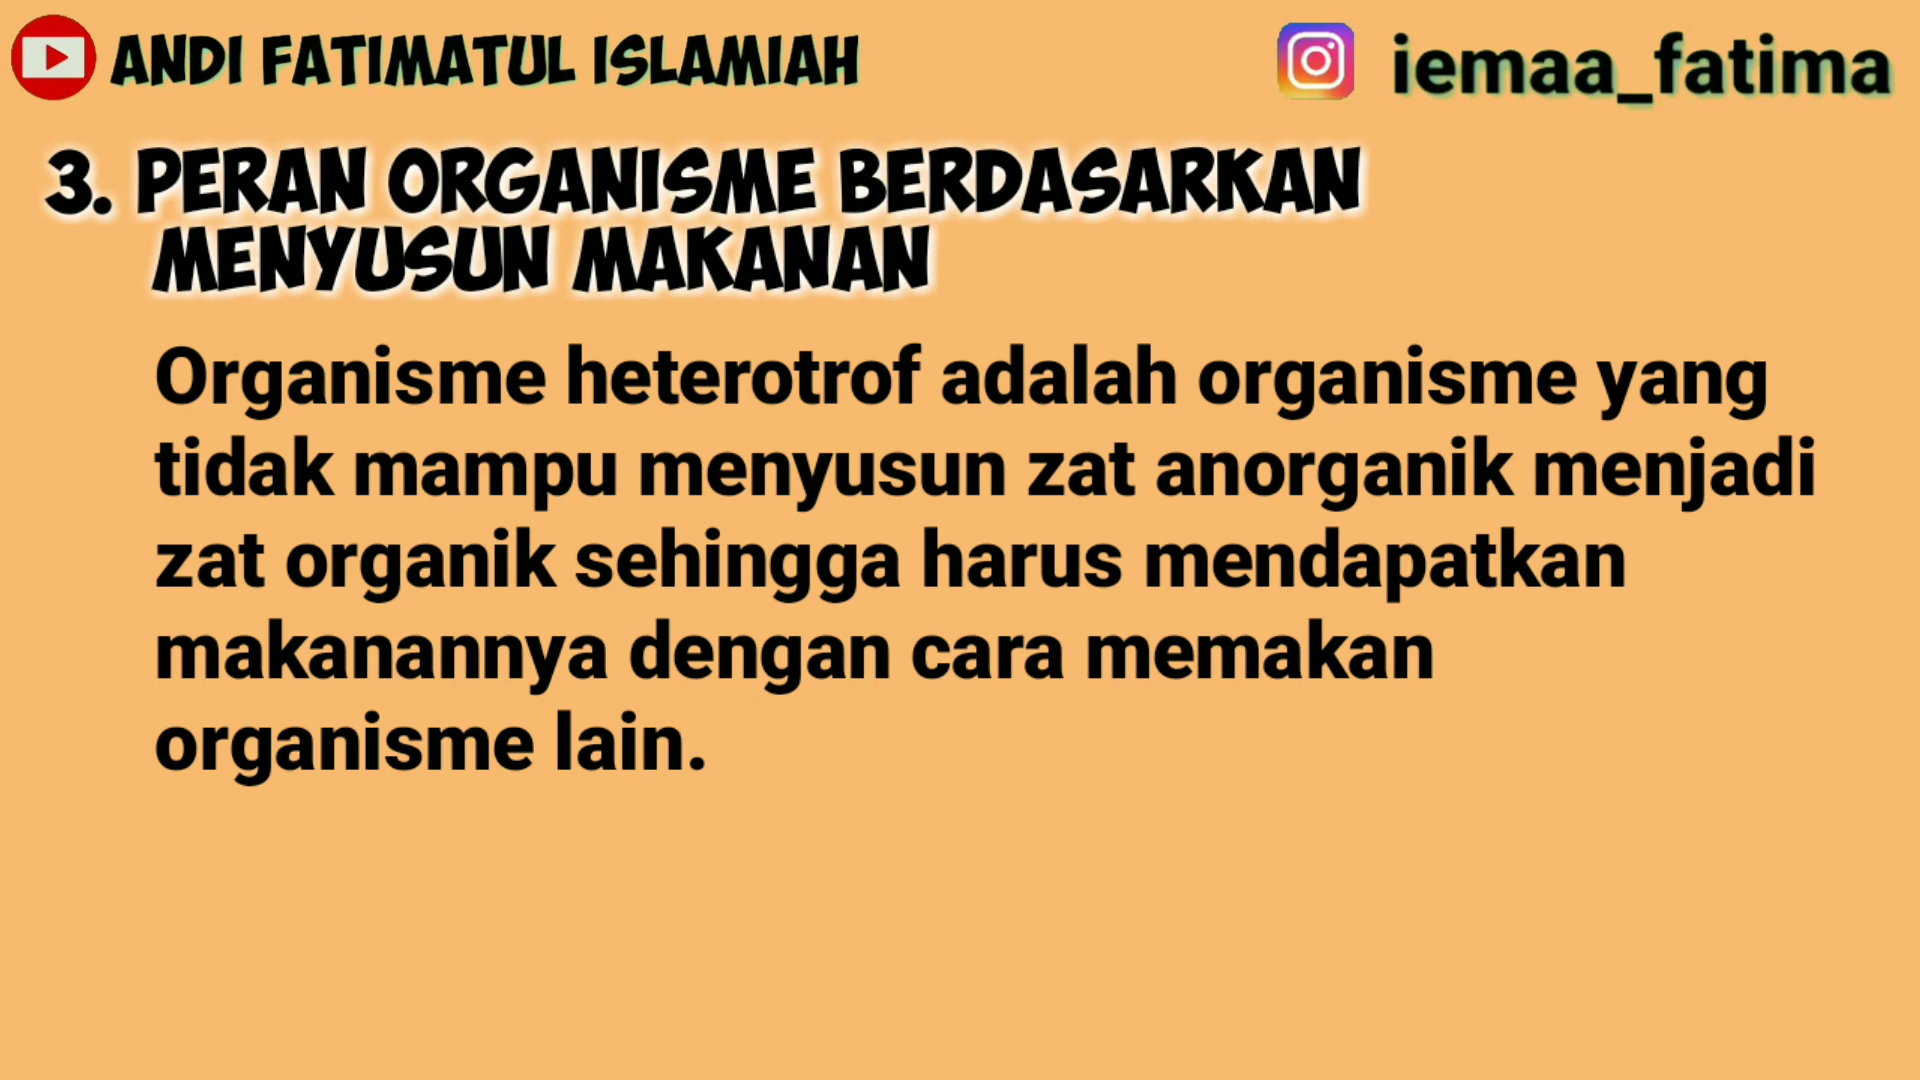 ANDI FATIMATUL ISLAMIAH
iemaa_fatima
3. PERAN ORGANISME BERDASARKAN
MENYUSUN MAKANAN
Organisme heterotrof adalah organisme yang
tidak mampu menyusun zat anorganik menjadi
zat organik sehingga harus mendapatkan
makanannya dengan cara memakan
organisme lain.